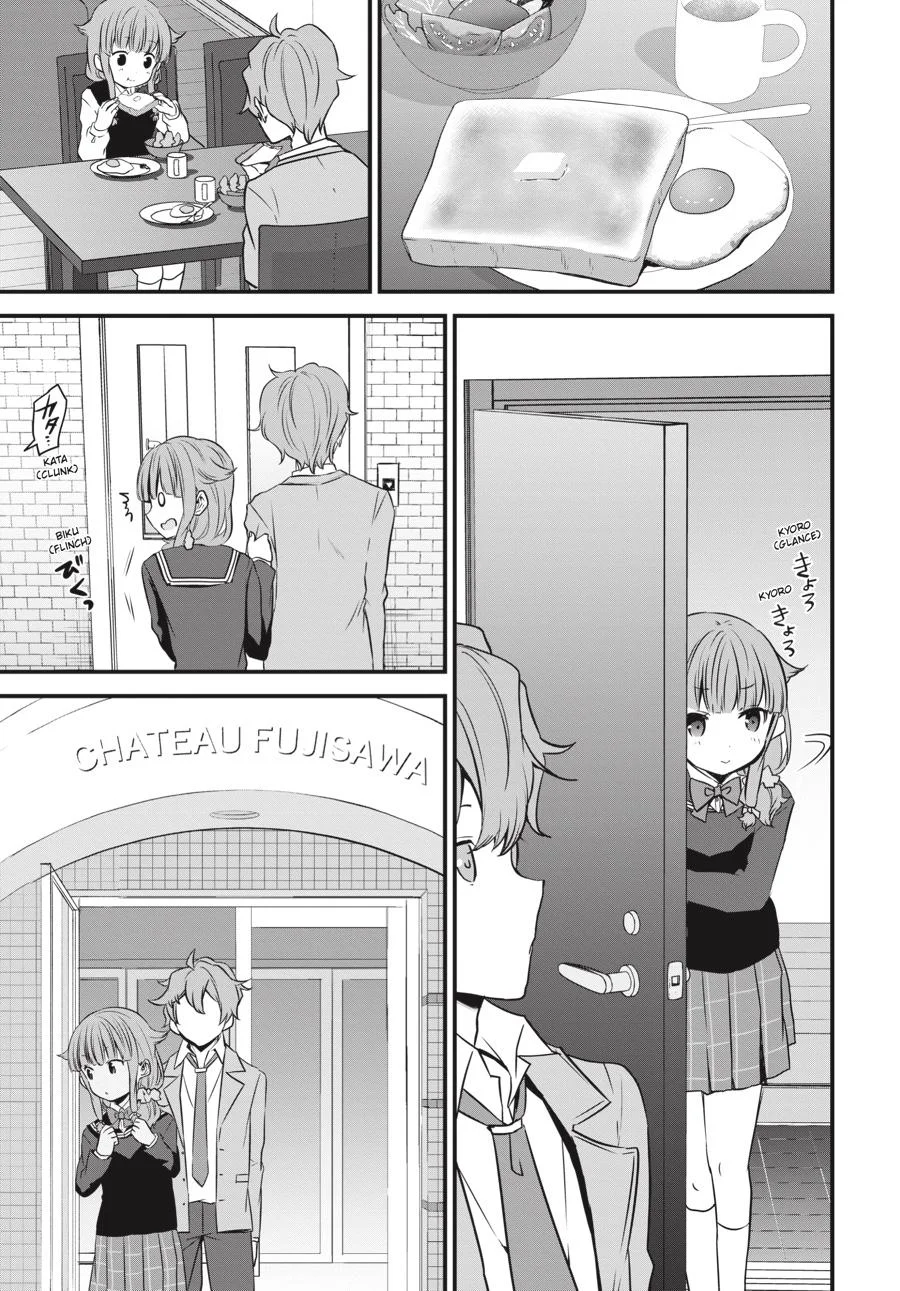 KYORO
(GLANCE)
きょろ
KYORO
きょろ
カタ…
KATA
(CLUNK)
BIKU
(FLINCH)
びくっ
CHATEAU FUJISAWA